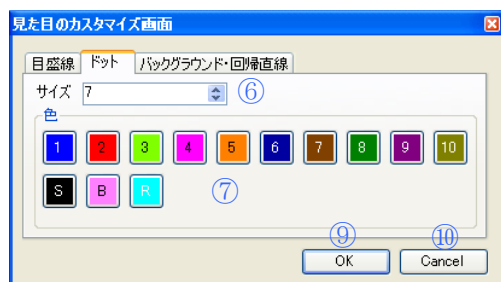 見た目のカスタマイズ画面
目盛線 ドット バックグラウンド・回帰直線
サイズ 7 ⑥
色
1 2 3 4 5 6 7 8 9 10
S B R ⑦
⑨ ⑩
OK Cancel